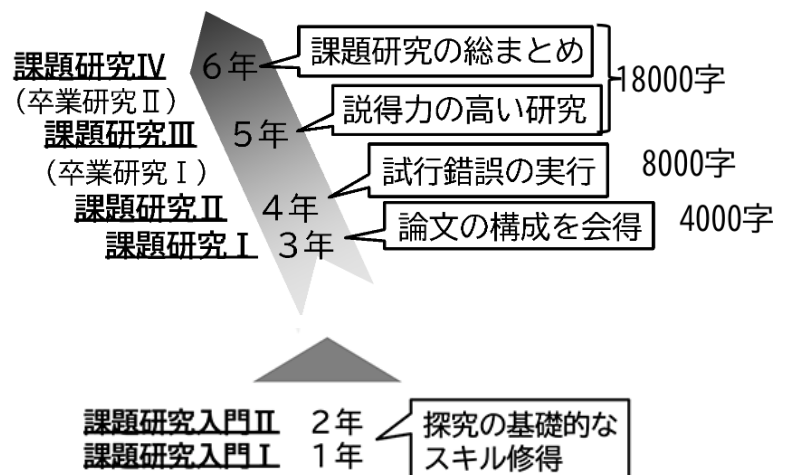 課題研究の総まとめ
課題研究Ⅳ 6年
18000字
(卒業研究Ⅱ)
説得力の高い研究
課題研究Ⅲ 5年
(卒業研究Ⅰ)
試行錯誤の実行 8000字
課題研究Ⅱ 4年
論文の構成を会得 4000字
課題研究Ⅰ 3年
課題研究入門Ⅱ 2年
課題研究入門Ⅰ 1年
探究の基礎的な
スキル修得